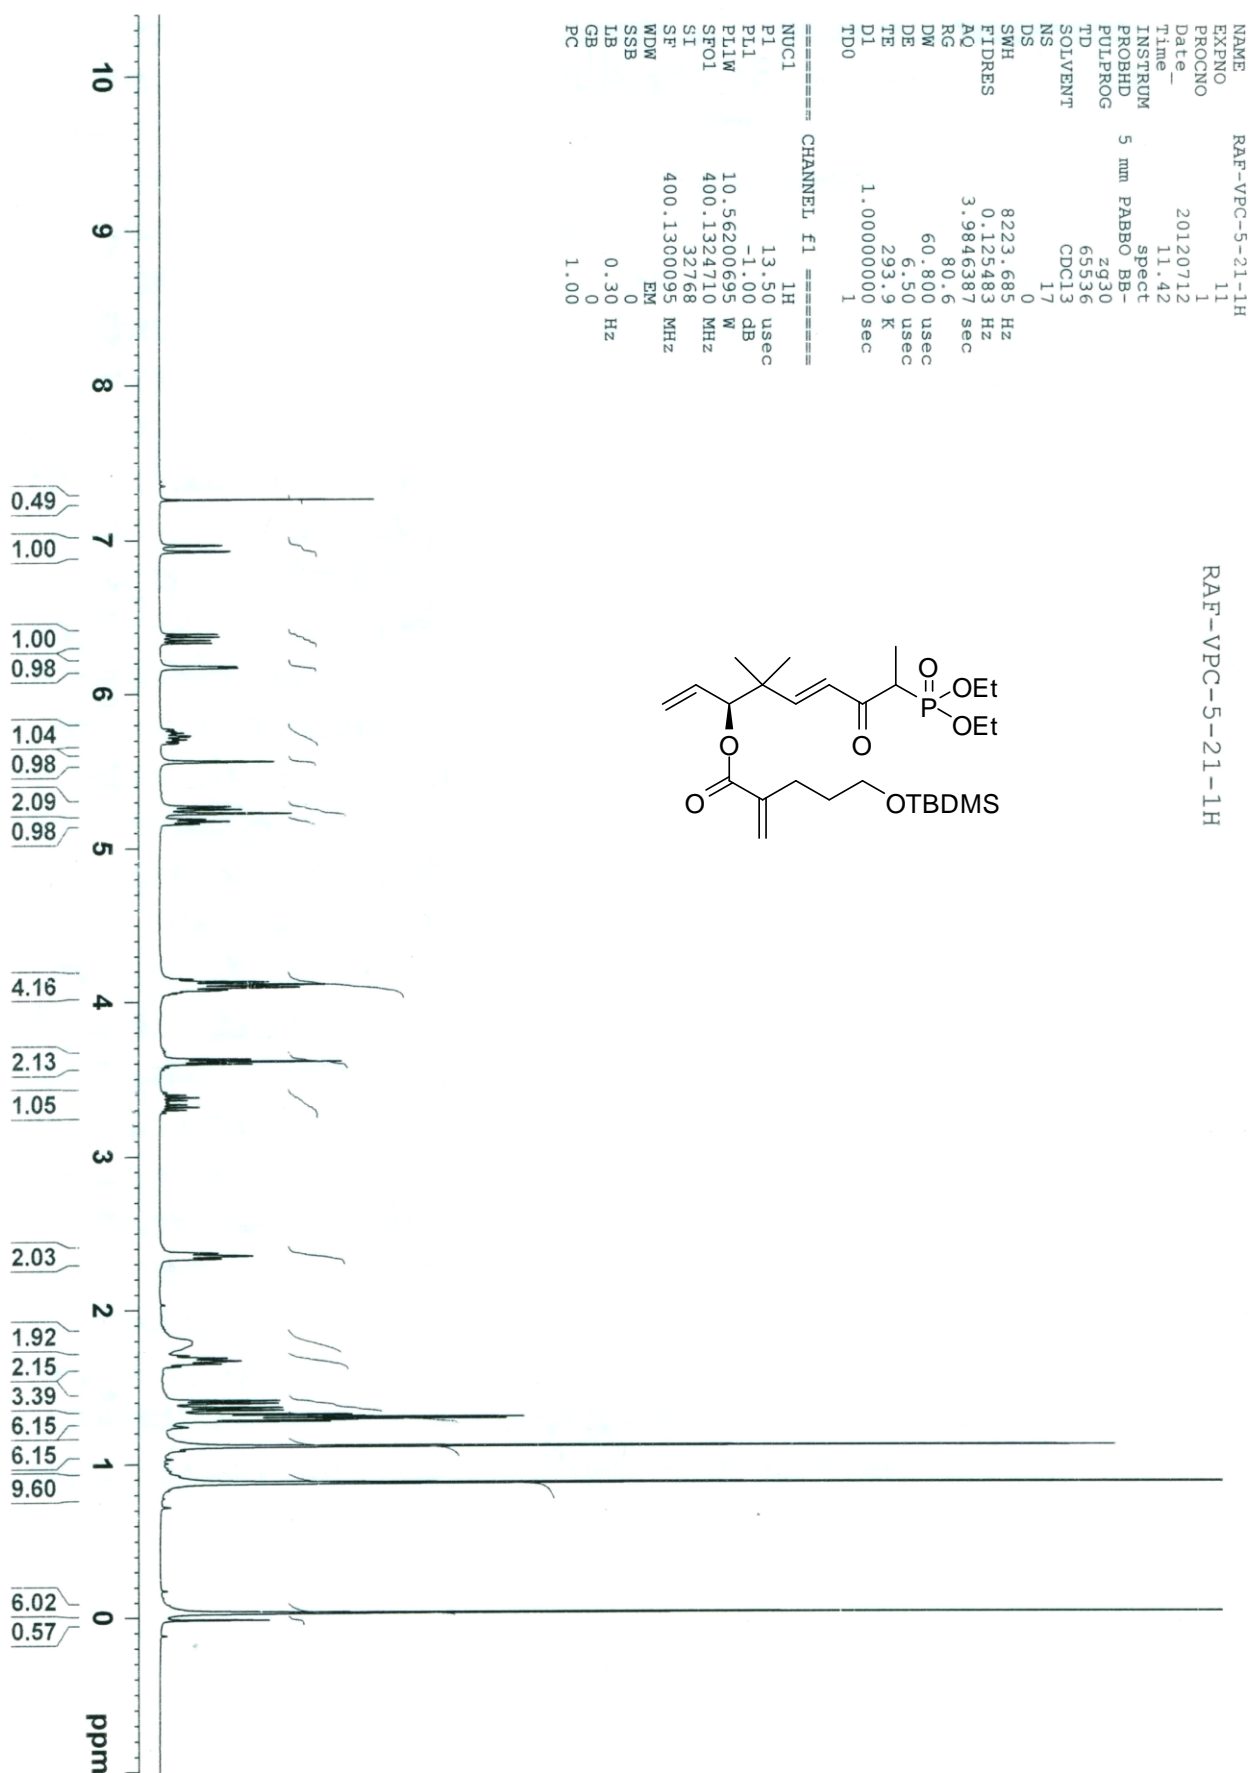 RAF-VPC-5-21-1H
NAME RAF-VPC-5-21-1H
EXPNO 11
PROCNO 1
Date_ 20120712
Time_ 11.42
INSTRUM spect
PROBHD 5 mm PABBO BB-
PULPROG zg30
TD 65536
SOLVENT CDCl3
NS 17
DS 0
SWH 8223.685 Hz
FIDRES 0.125483 Hz
AQ 3.9846387 sec
RG 80.6
DW 60.800 usec
DE 6.50 usec
TE 293.9 K
D1 1.00000000 sec
TD0 1
======== CHANNEL f1 ========
NUC1 1H
P1 13.50 usec
PL1 -1.00 dB
PL1W 10.56200695 W
SFO1 400.1324710 MHz
SI 32768
SF 400.1300095 MHz
WDW EM
SSB 0
LB 0.30 Hz
GB 0
PC 1.00
O
P
OEt
OEt
O
O
O
OTBDMS
10 9 8 7 6 5 4 3 2 1 0 ppm
0.49
1.00
1.00
0.98
1.04
0.98
2.09
0.98
4.16
2.13
1.05
2.03
1.92
2.15
3.39
6.15
6.15
9.60
6.02
0.57